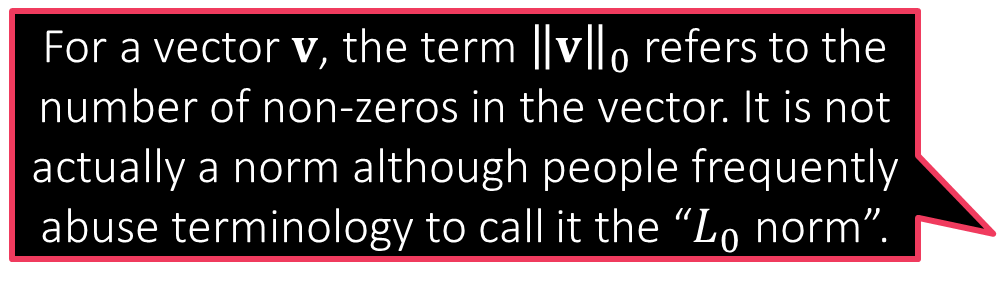 For a vector 𝐯, the term ‖𝐯‖₀ refers to the
number of non-zeros in the vector. It is not
actually a norm although people frequently
abuse terminology to call it the “𝐿₀ norm”.